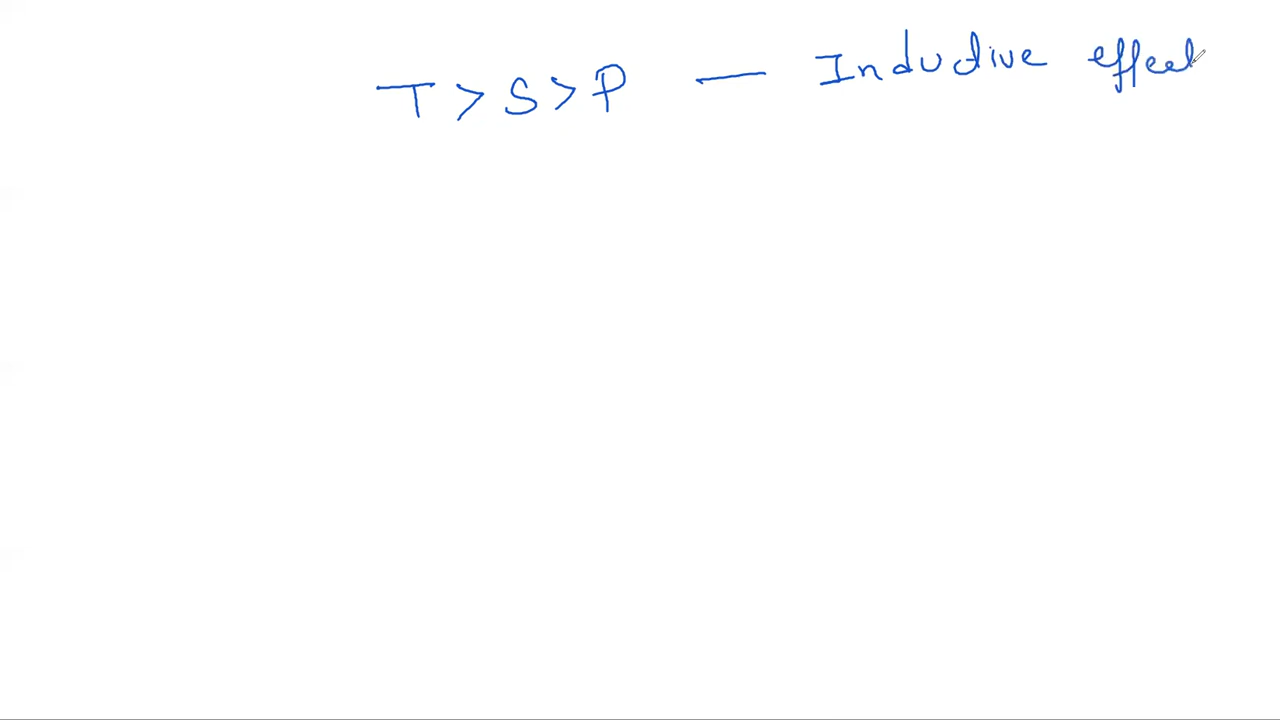 T > S > P — Inductive effect